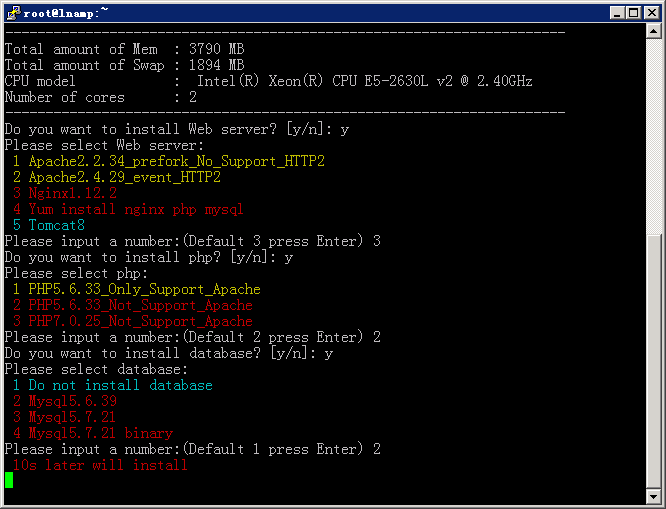 root@lnamp:~
----------------------------------------------------------------------
Total amount of Mem  : 3790 MB
Total amount of Swap : 1894 MB
CPU model            :  Intel(R) Xeon(R) CPU E5-2630L v2 @ 2.40GHz
Number of cores      : 2
----------------------------------------------------------------------
Do you want to install Web server? [y/n]: y
Please select Web server:
 1 Apache2.2.34_prefork_No_Support_HTTP2
 2 Apache2.4.29_event_HTTP2
 3 Nginx1.12.2
 4 Yum install nginx php mysql
 5 Tomcat8
Please input a number:(Default 3 press Enter) 3
Do you want to install php? [y/n]: y
Please select php:
 1 PHP5.6.33_Only_Support_Apache
 2 PHP5.6.33_Not_Support_Apache
 3 PHP7.0.25_Not_Support_Apache
Please input a number:(Default 2 press Enter) 2
Do you want to install database? [y/n]: y
Please select database:
 1 Do not install database
 2 Mysql5.6.39
 3 Mysql5.7.21
 4 Mysql5.7.21 binary
Please input a number:(Default 1 press Enter) 2
 10s later will install